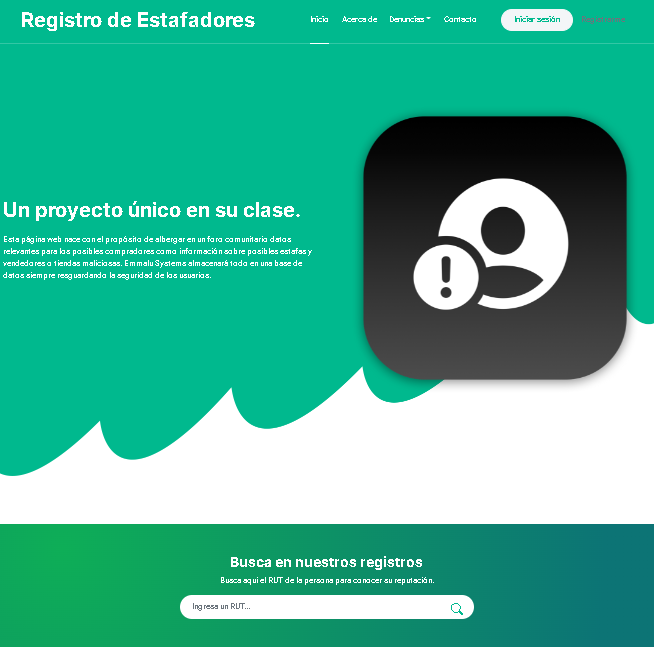 Registro de Estafadores
Inicio
Acerca de
Denuncias
Contacto
Iniciar sesión
Un proyecto único en su clase.
Esta página web nace con el propósito de albergar en un foro comunitario datos
relevantes para los posibles compradores como información sobre posibles estafas y
vendedores o tiendas maliciosas. Emmalu Systems almacenará todo en una base de
datos siempre resguardando la seguridad de los usuarios.
Busca en nuestros registros
Busca aquí el RUT de la persona para conocer su reputación.
Ingresa un RUT...